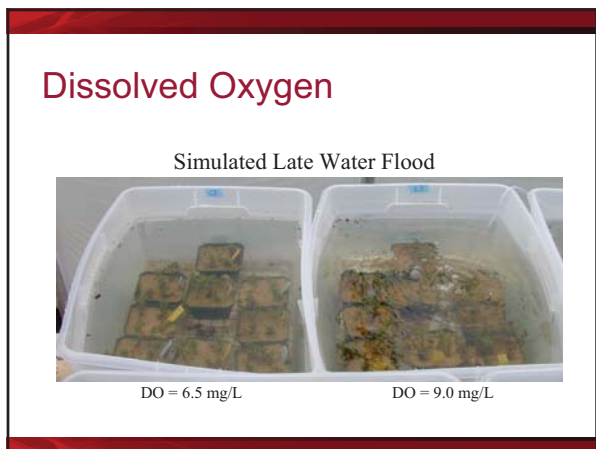 Dissolved Oxygen
Simulated Late Water Flood
DO = 6.5 mg/L
DO = 9.0 mg/L